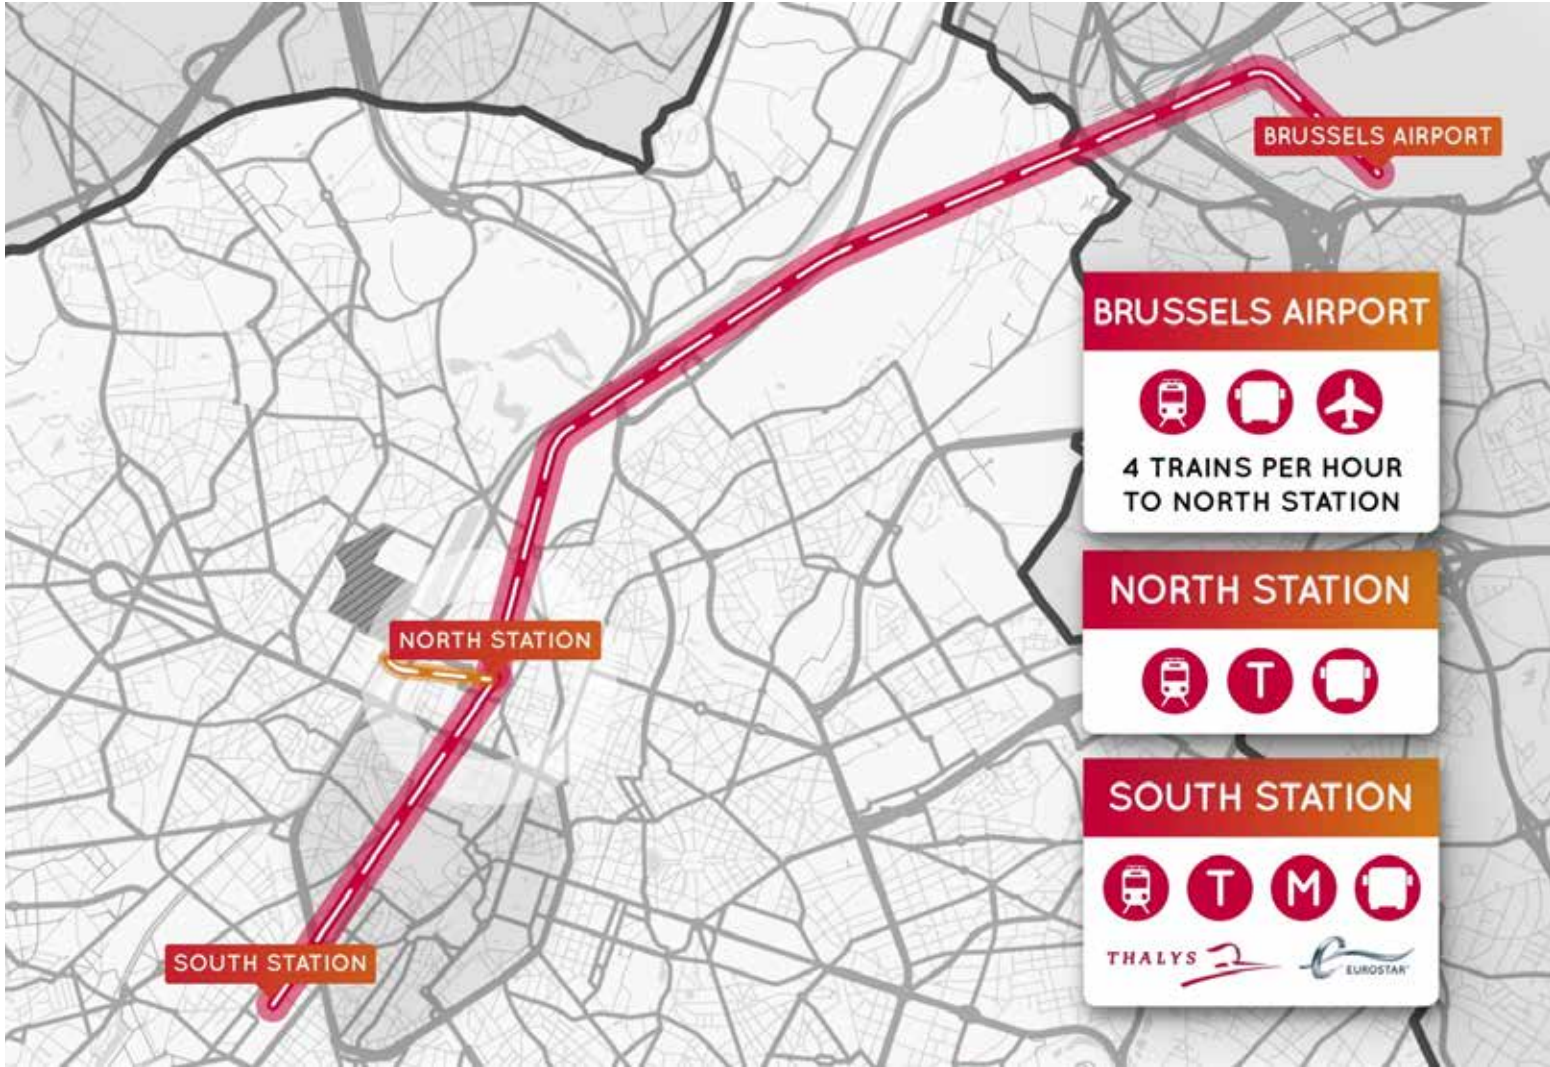 BRUSSELS AIRPORT
BRUSSELS AIRPORT
4 TRAINS PER HOUR
TO NORTH STATION
NORTH STATION
NORTH STATION
T
SOUTH STATION
T M
THALYS EUROSTAR
SOUTH STATION